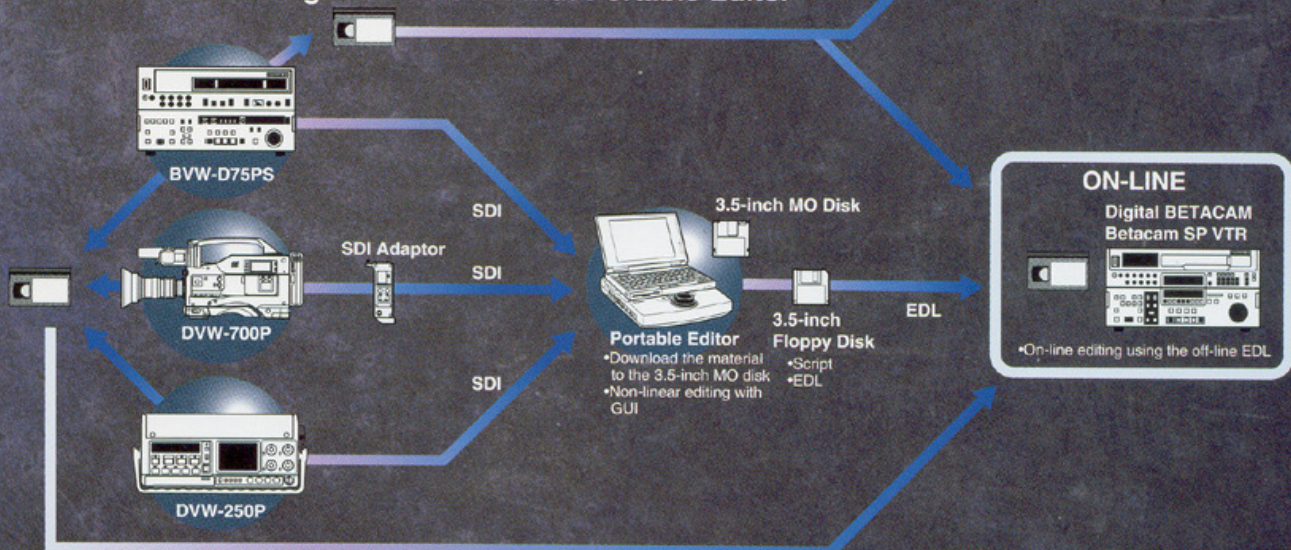 Editor
BVW-D75PS
SDI
3.5-inch MO Disk
ON-LINE
Digital BETACAM
Betacam SP VTR
SDI Adaptor
SDI
DVW-700P
EDL
Portable Editor
•Download the material
to the 3.5-inch MO disk
•Non-linear editing with
GUI
3.5-inch
Floppy Disk
•Script
•EDL
•On-line editing using the off-line EDL
SDI
DVW-250P